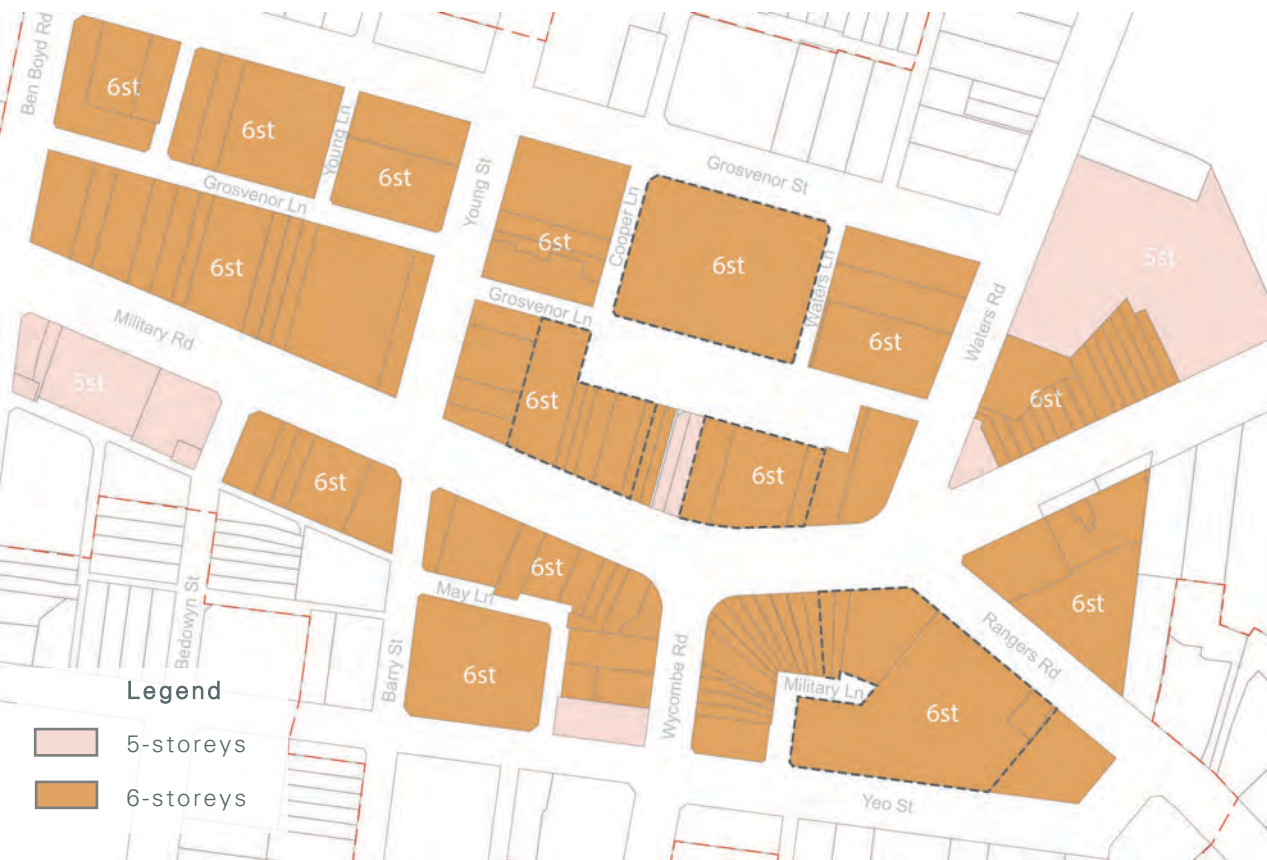 Ben Boyd Rd
6st
6st
Young Ln
6st
Grosvenor Ln
6st
Young St
Grosvenor St
Cooper Ln
6st
6st
Waters Ln
6st
Waters Rd
5st
Grosvenor Ln
Military Rd
5st
6st
6st
6st
6st
6st
May Ln
6st
Bedowyn St
Barry St
6st
Wycombe Rd
Military Ln
Rangers Rd
6st
6st
Yeo St
Legend
5-storeys
6-storeys